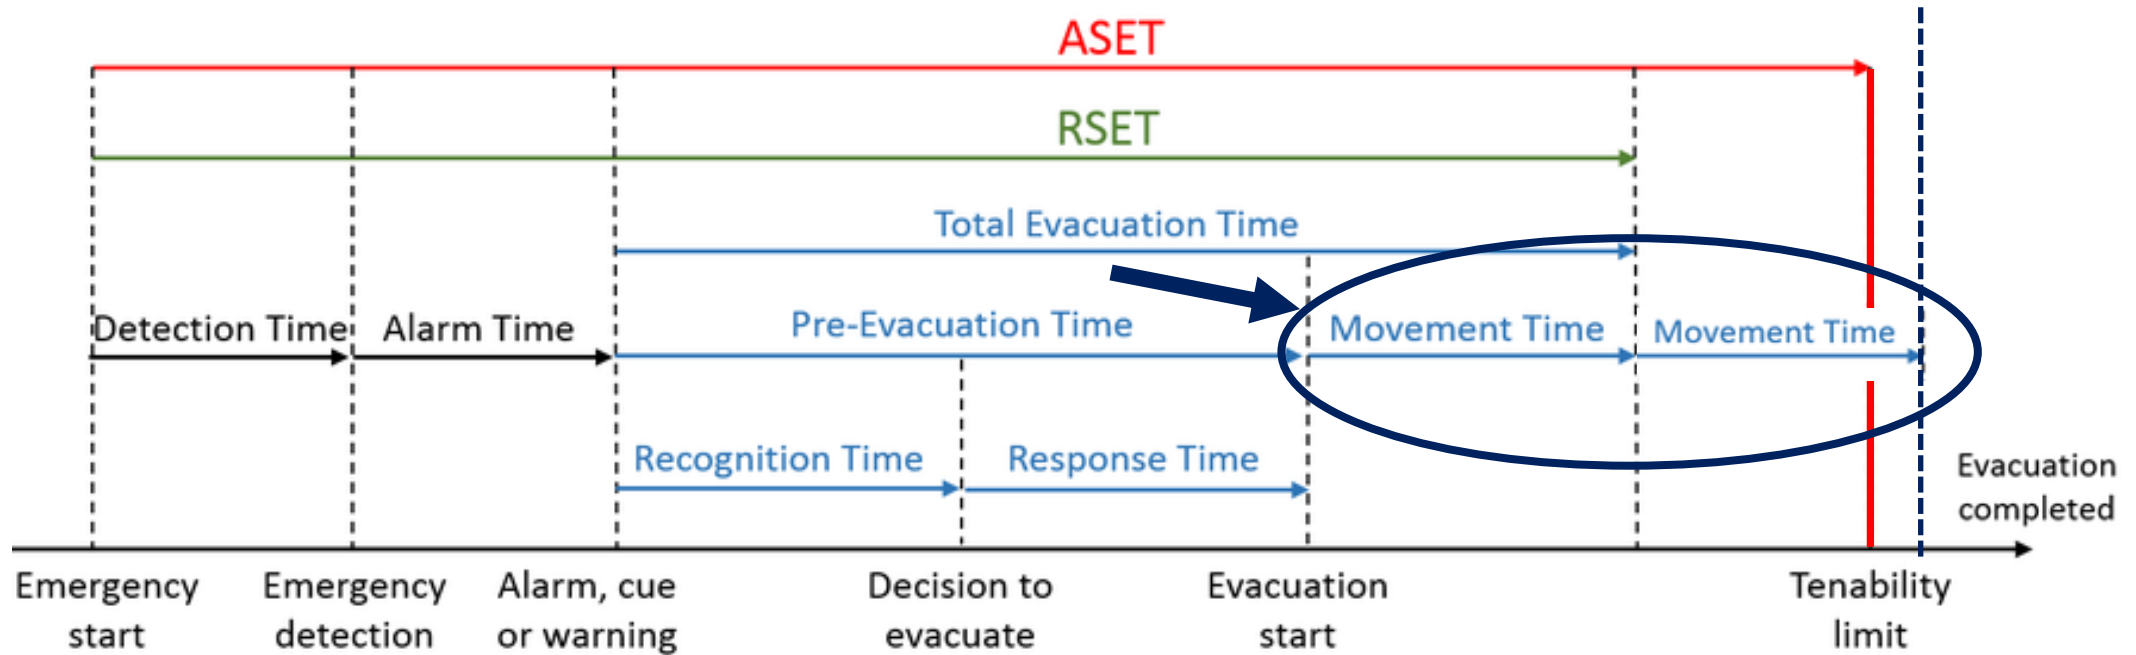 ASET
RSET
Total Evacuation Time
Detection Time
Alarm Time
Pre-Evacuation Time
Movement Time
Movement Time
Recognition Time
Response Time
Evacuation
completed
Emergency
start
Emergency
detection
Alarm, cue
or warning
Decision to
evacuate
Evacuation
start
Tenability
limit